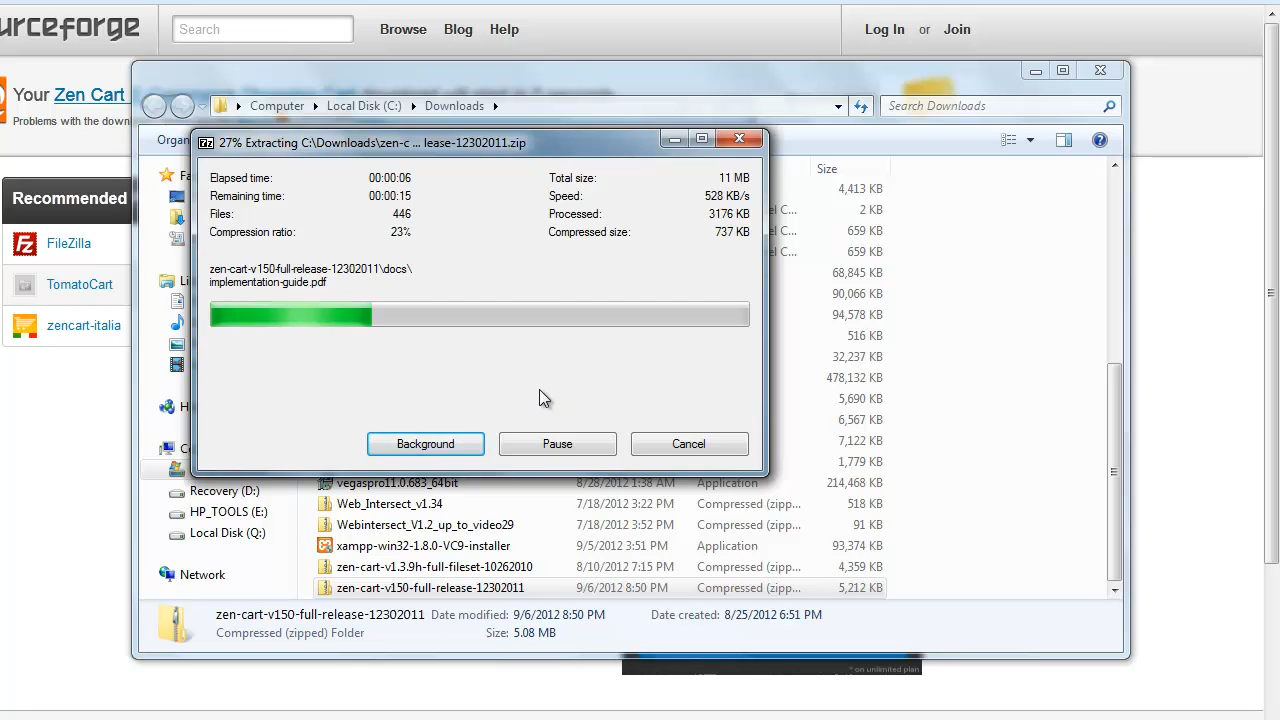 urceforge
Search
Browse
Blog
Help
Log In or Join
Your Zen Cart
Problems with the down
Recommended
FileZilla
TomatoCart
zencart-italia
Computer
Local Disk (C:)
Downloads
Search Downloads
Organ
27% Extracting C:\Downloads\zen-c ... lease-12302011.zip
Elapsed time: 00:00:06
Total size: 11 MB
Remaining time: 00:00:15
Speed: 528 KB/s
Files: 446
Processed: 3176 KB
Compression ratio: 23%
Compressed size: 737 KB
zen-cart-v150-full-release-12302011\docs\
implementation-guide.pdf
Background
Pause
Cancel
Fa
Li
H
Co
Recovery (D:)
HP_TOOLS (E:)
Local Disk (Q:)
Network
Size
4,413 KB
el C... 2 KB
el C... 659 KB
el C... 659 KB
68,845 KB
90,066 KB
94,578 KB
516 KB
32,237 KB
478,132 KB
5,690 KB
6,567 KB
7,122 KB
1,779 KB
vegaspro11.0.683_64bit 8/28/2012 1:38 AM Application 214,468 KB
Web_Intersect_v1.34 7/18/2012 3:22 PM Compressed (zipp... 518 KB
Webintersect_V1.2_up_to_video29 7/18/2012 3:52 PM Compressed (zipp... 91 KB
xampp-win32-1.8.0-VC9-installer 9/5/2012 3:51 PM Application 93,374 KB
zen-cart-v1.3.9h-full-fileset-10262010 8/10/2012 7:15 PM Compressed (zipp... 4,359 KB
zen-cart-v150-full-release-12302011 9/6/2012 8:50 PM Compressed (zipp... 5,212 KB
zen-cart-v150-full-release-12302011 Date modified: 9/6/2012 8:50 PM Date created: 8/25/2012 6:51 PM
Compressed (zipped) Folder Size: 5.08 MB
* on unlimited plan